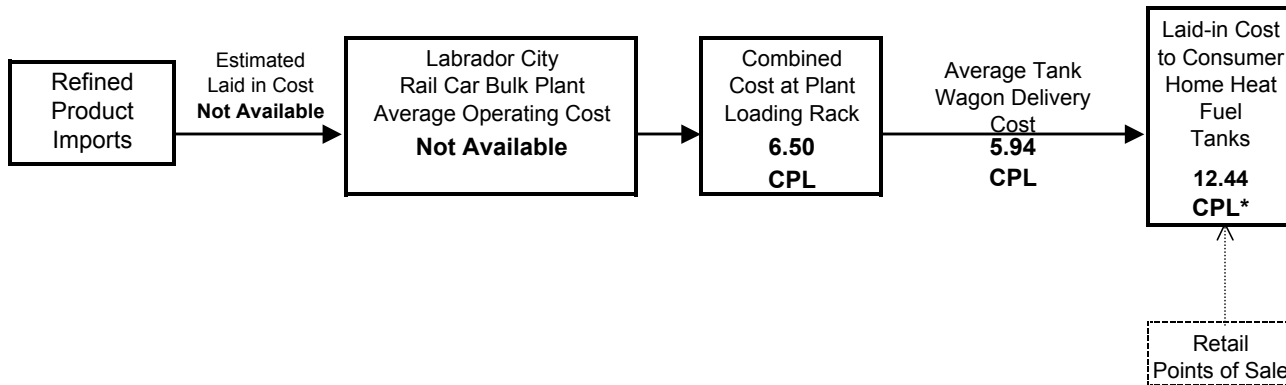 Refined
Product
Imports
Estimated
Laid in Cost
Not Available
Labrador City
Rail Car Bulk Plant
Average Operating Cost
Not Available
Combined
Cost at Plant
Loading Rack
6.50
CPL
Average Tank
Wagon Delivery
Cost
5.94
CPL
Laid-in Cost
to Consumer
Home Heat
Fuel
Tanks
12.44
CPL*
Retail
Points of Sale